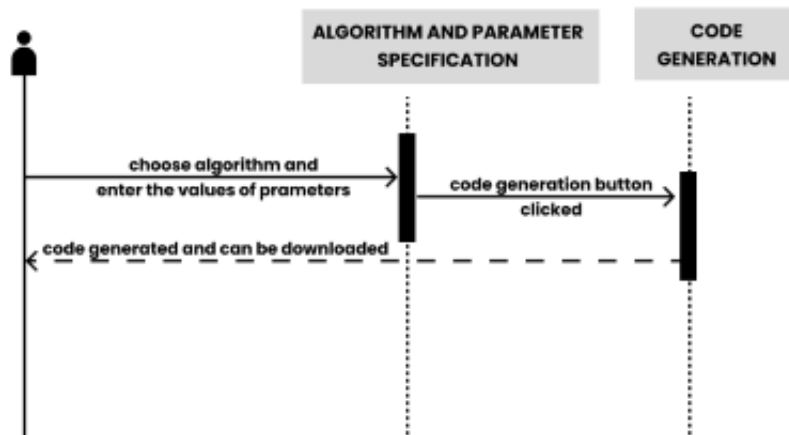 ALGORITHM AND PARAMETER
SPECIFICATION
CODE
GENERATION
choose algorithm and
enter the values of prameters
code generation button
clicked
code generated and can be downloaded